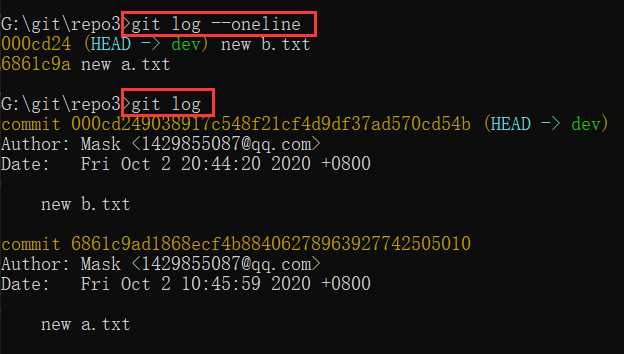 G:\git\repo3>git log --oneline
000cd24 (HEAD -> dev) new b.txt
6861c9a new a.txt
G:\git\repo3>git log
commit 000cd249038917c548f21cf4d9df37ad570cd54b (HEAD -> dev)
Author: Mask <1429855087@qq.com>
Date:   Fri Oct 2 20:44:20 2020 +0800
    new b.txt
commit 6861c9ad1868ecf4b88406278963927742505010
Author: Mask <1429855087@qq.com>
Date:   Fri Oct 2 10:45:59 2020 +0800
    new a.txt